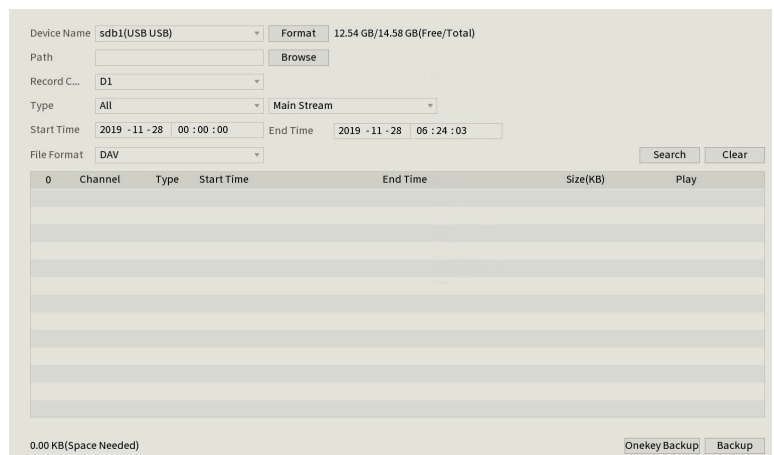 Device Name sdb1(USB USB) Format 12.54 GB/14.58 GB(Free/Total)
Path Browse
Record C... D1
Type All Main Stream
Start Time 2019 - 11 - 28 00 : 00 : 00 End Time 2019 - 11 - 28 06 : 24 : 03
File Format DAV Search Clear
0 Channel Type Start Time End Time Size(KB) Play
0.00 KB(Space Needed) Onekey Backup Backup